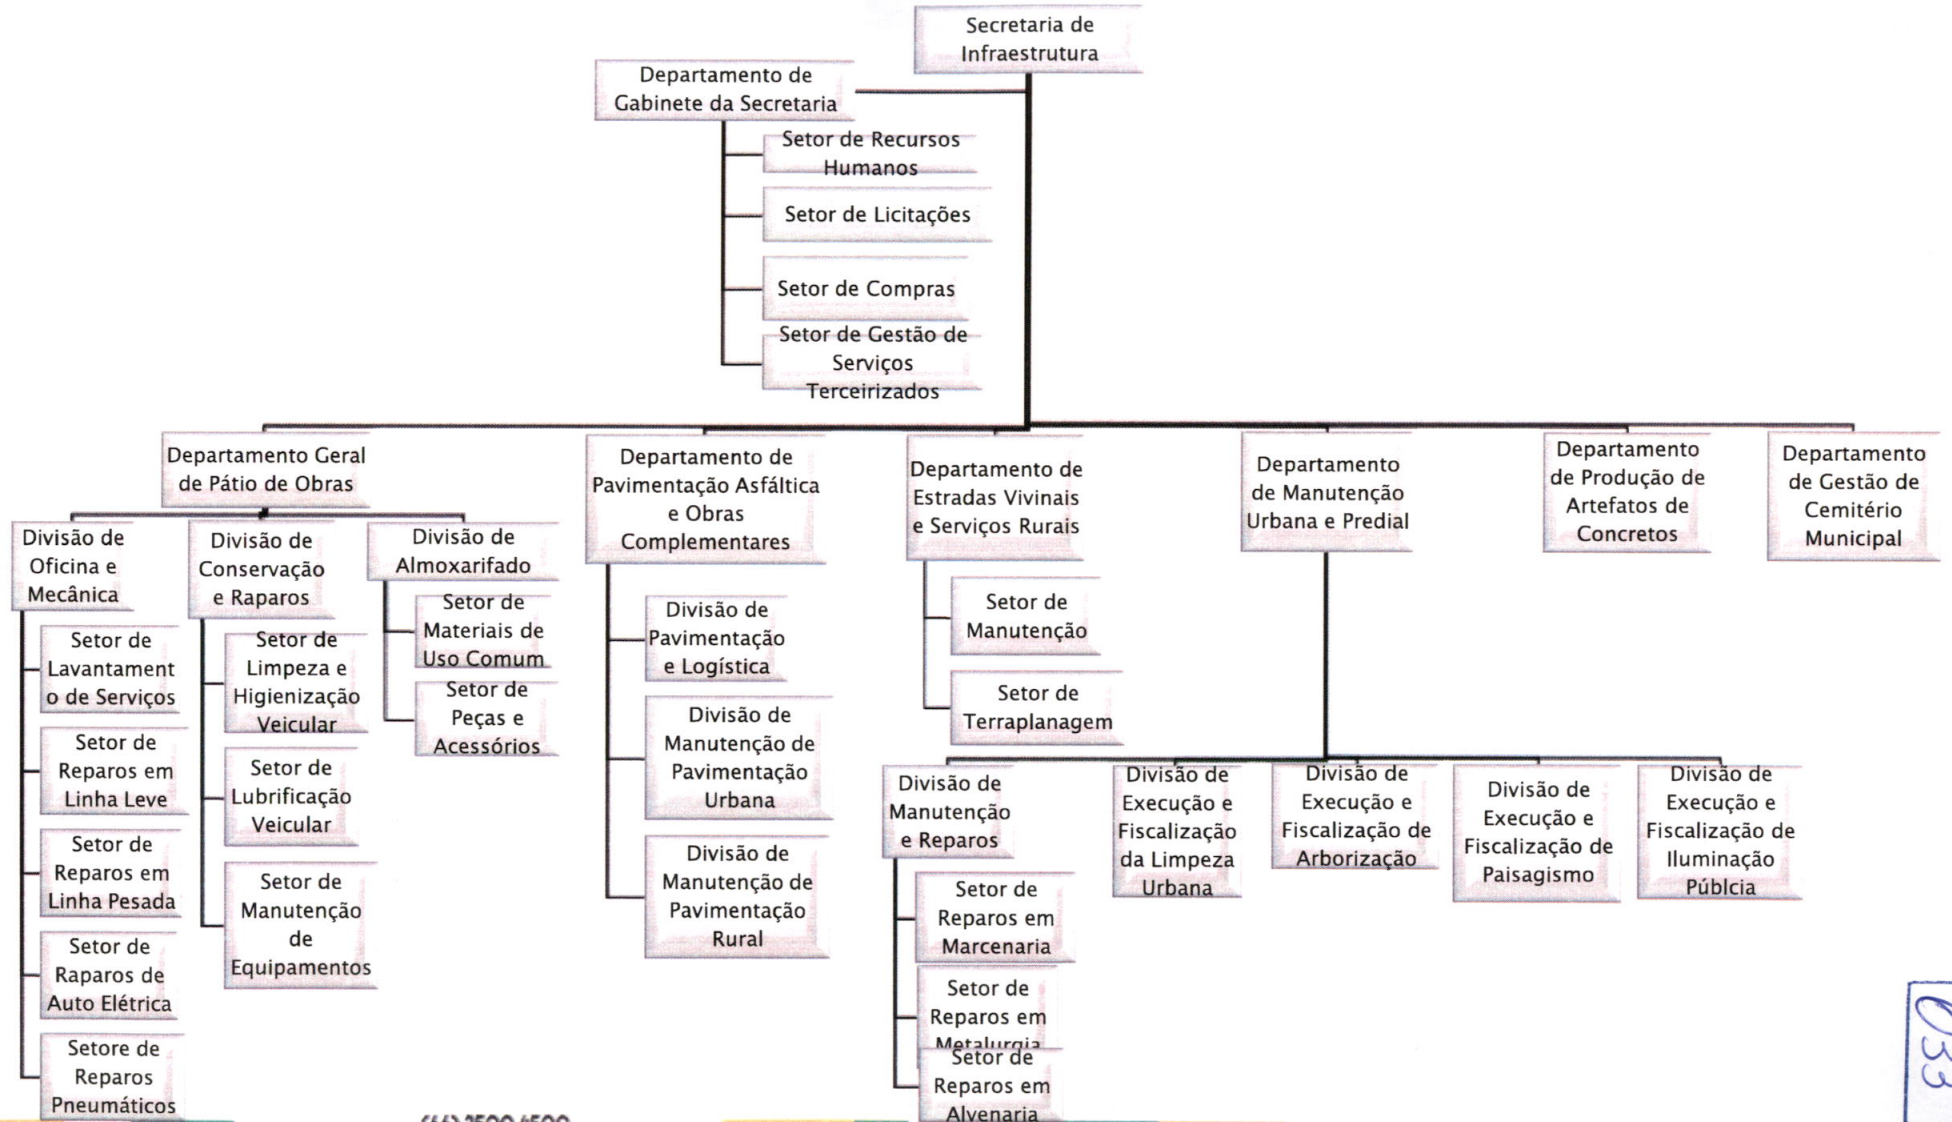 Secretaria de
Infraestrutura
Departamento de
Gabinete da Secretaria
Setor de Recursos
Humanos
Setor de Licitações
Setor de Compras
Setor de Gestão de
Serviços
Terceirizados
Departamento Geral
de Pátio de Obras
Divisão de
Oficina e
Mecânica
Setor de
Lavantament
o de Serviços
Setor de
Reparos em
Linha Leve
Setor de
Reparos em
Linha Pesada
Setor de
Raparos de
Auto Elétrica
Setore de
Reparos
Pneumáticos
Divisão de
Conservação
e Raparos
Setor de
Limpeza e
Higienização
Veicular
Setor de
Lubrificação
Veicular
Setor de
Manutenção
de
Equipamentos
Divisão de
Almoxarifado
Setor de
Materiais de
Uso Comum
Setor de
Peças e
Acessórios
Departamento de
Pavimentação Asfáltica
e Obras
Complementares
Divisão de
Pavimentação
e Logística
Divisão de
Manutenção de
Pavimentação
Urbana
Divisão de
Manutenção de
Pavimentação
Rural
Departamento de
Estradas Vivinais
e Serviços Rurais
Setor de
Manutenção
Setor de
Terraplanagem
Departamento
de Manutenção
Urbana e Predial
Divisão de
Manutenção
e Reparos
Setor de
Reparos em
Marcenaria
Setor de
Reparos em
Metalurgia
Setor de
Reparos em
Alvenaria
Divisão de
Execução e
Fiscalização
da Limpeza
Urbana
Divisão de
Execução e
Fiscalização de
Arborização
Divisão de
Execução e
Fiscalização de
Paisagismo
Divisão de
Execução e
Fiscalização de
Iluminação
Públcia
Departamento
de Produção de
Artefatos de
Concretos
Departamento
de Gestão de
Cemitério
Municipal
033